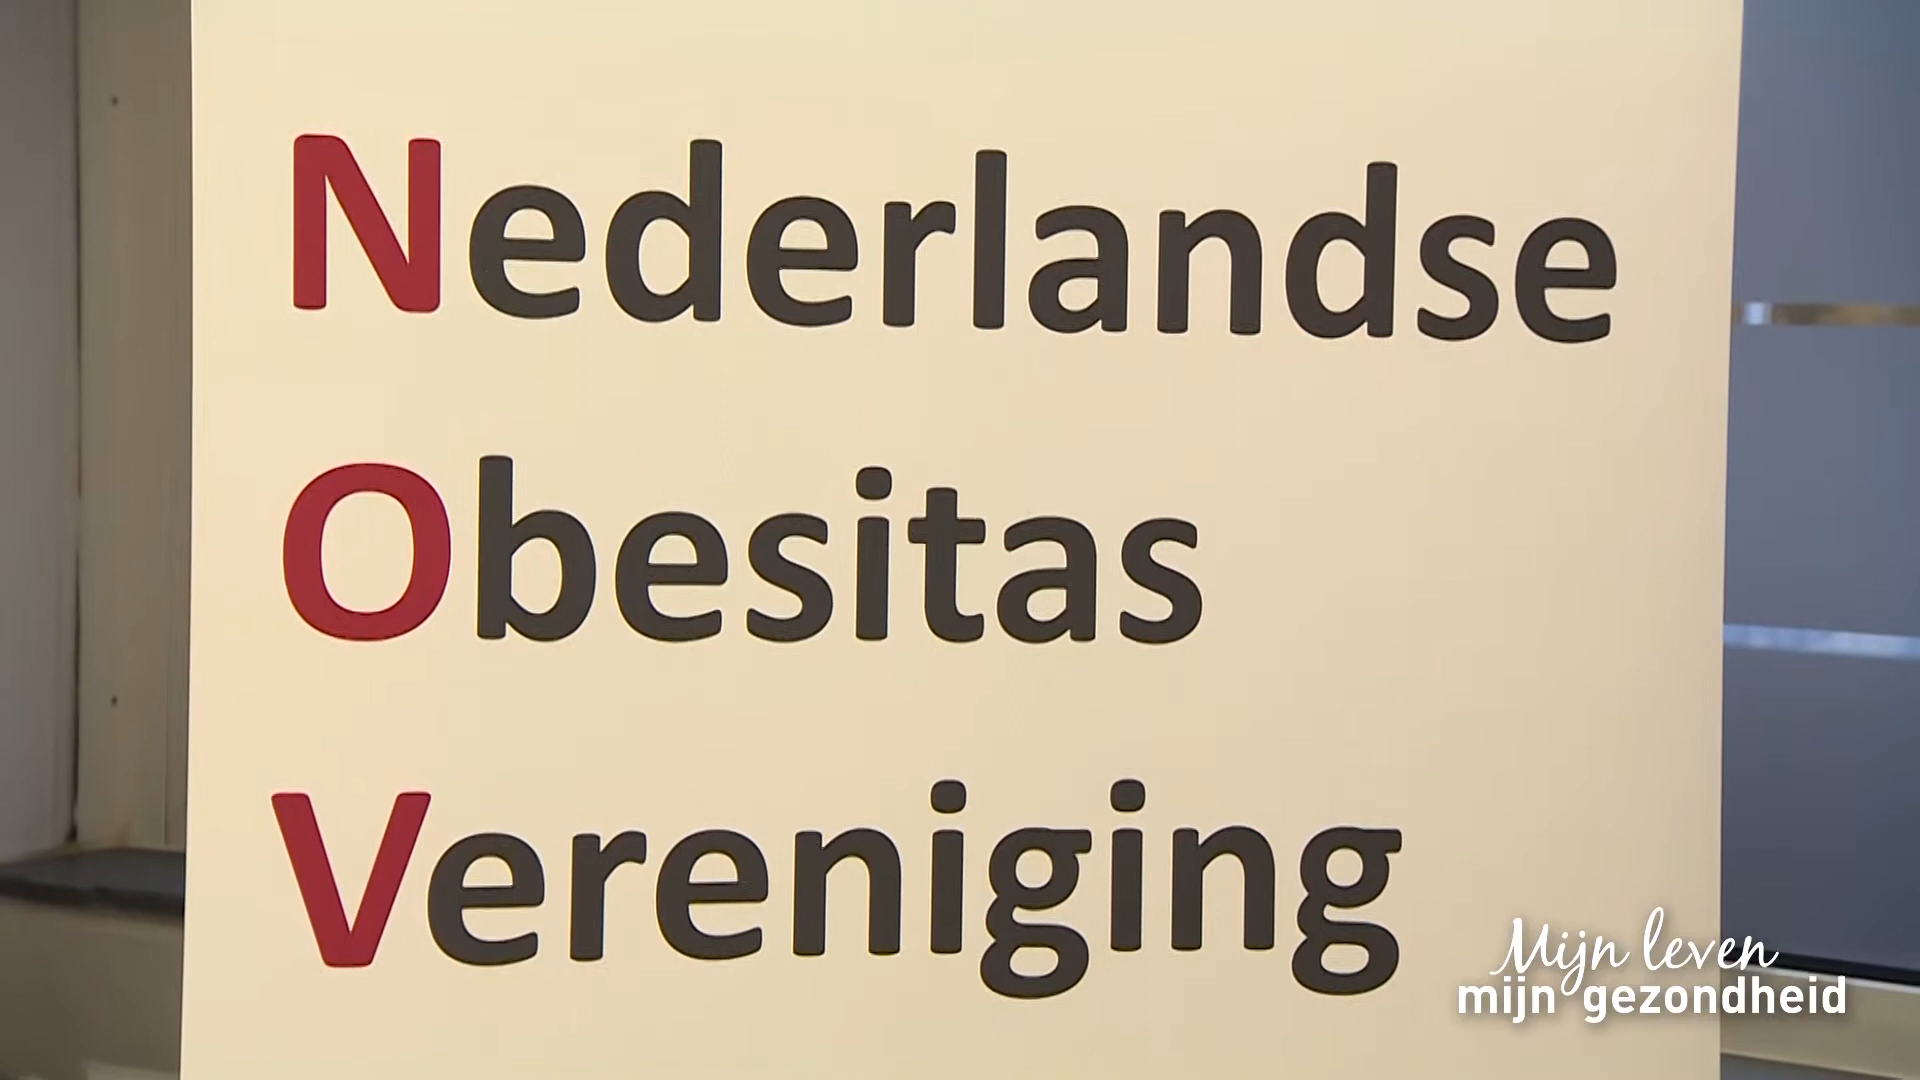 Nederlandse
Obesitas
Vereniging
Mijn leven
mijn gezondheid